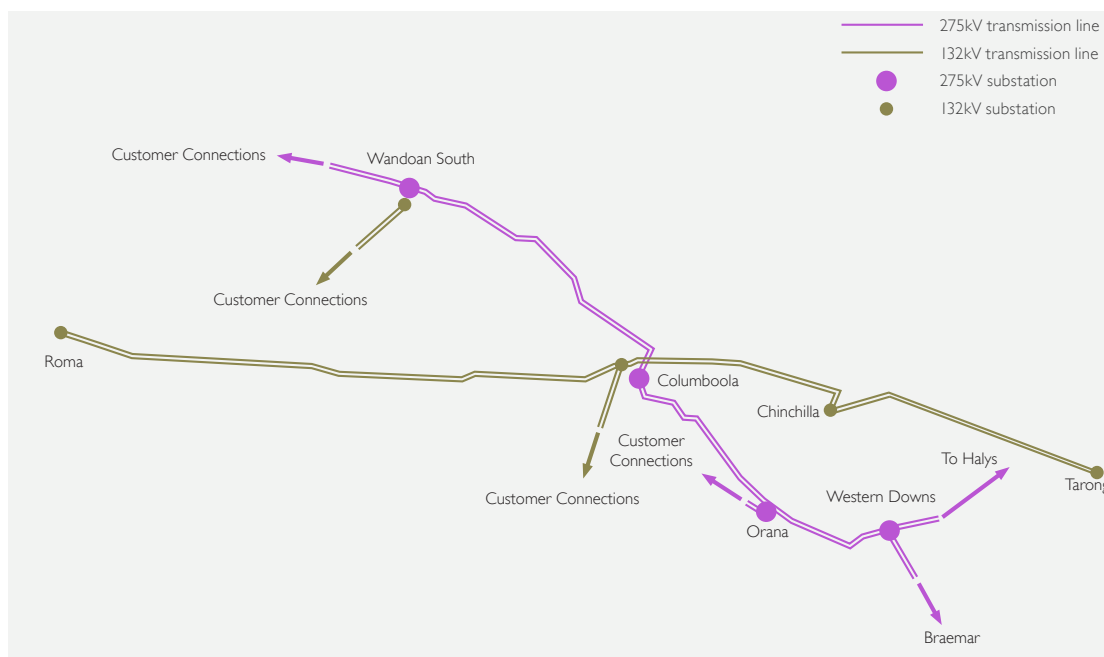 275kV transmission line
132kV transmission line
275kV substation
132kV substation
Customer Connections
Wandoan South
Customer Connections
Roma
Columboola
Chinchilla
Customer
Connections
To Halys
Customer Connections
Western Downs
Tarong
Orana
Braemar